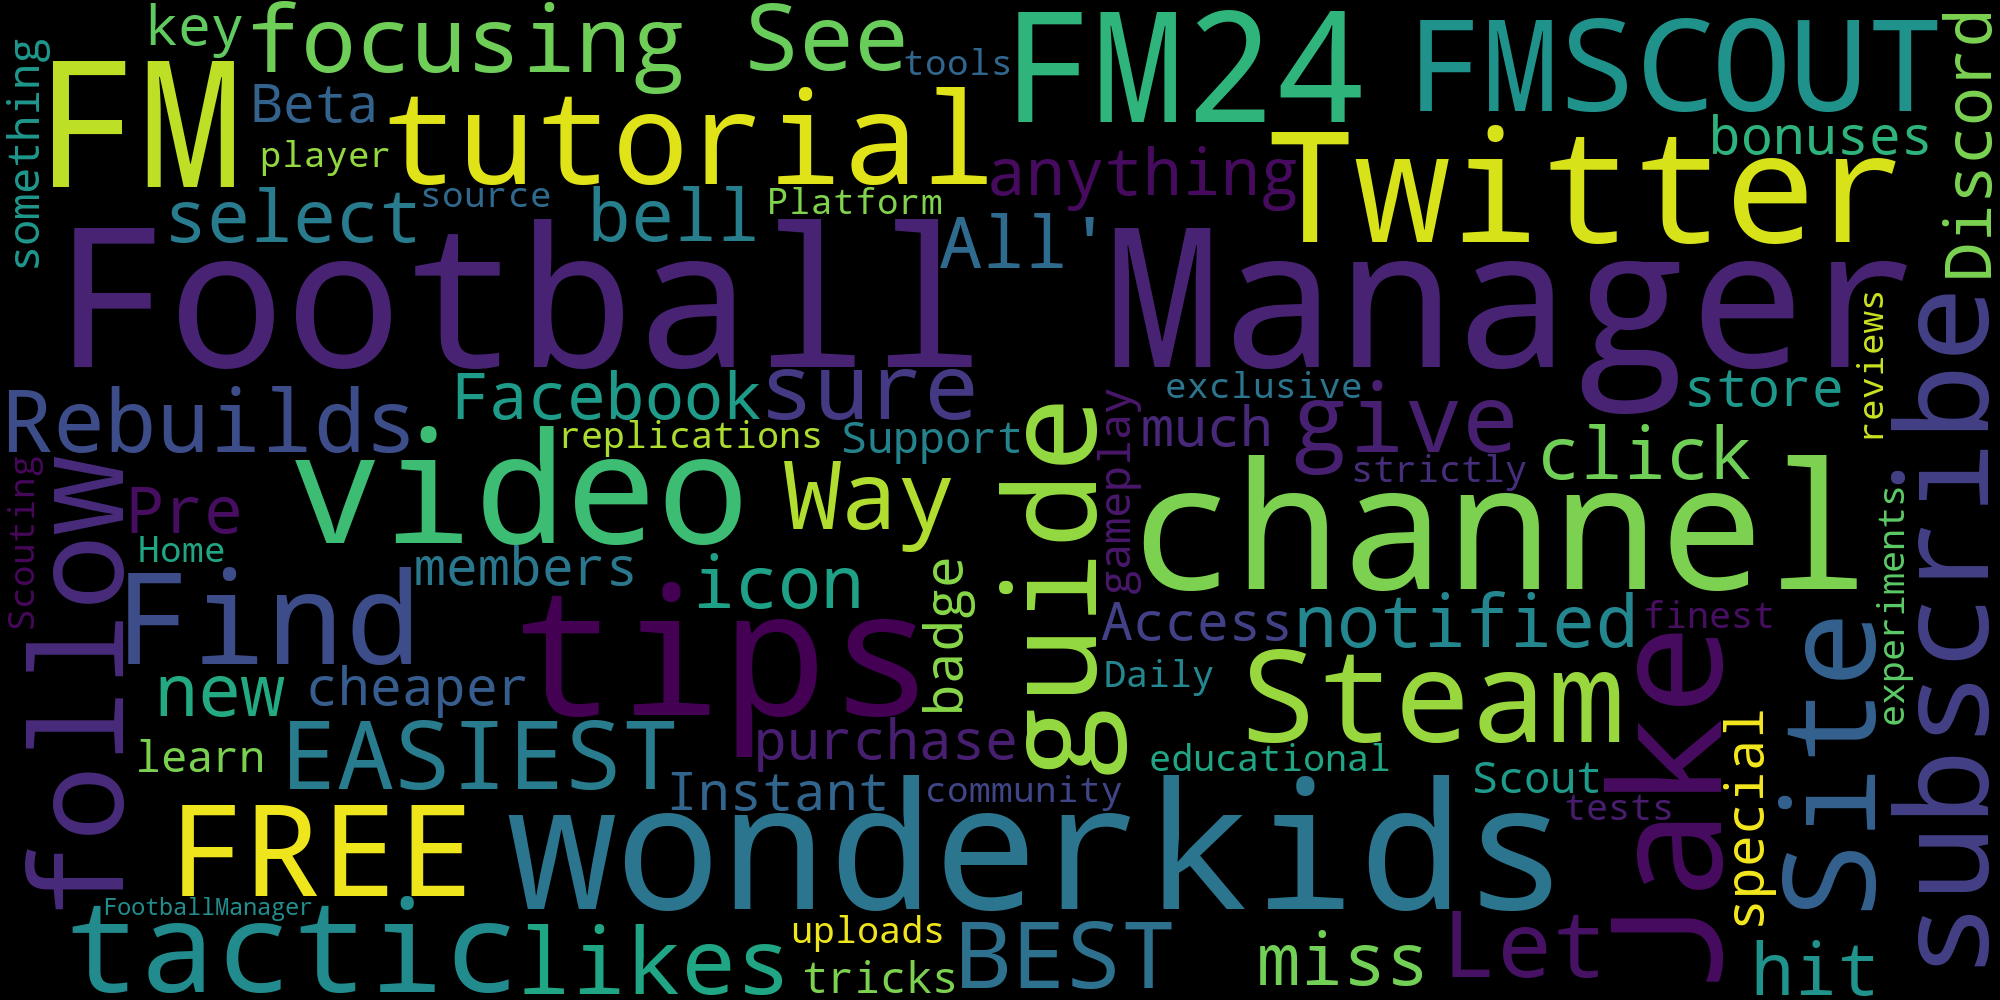 key
focusing
See
FM24
FMSCOUT
Discord
something
FM
Beta
tutorial
tools
bonuses
player
anything
Twitter
select
source
bell
Platform
All'
Football
Manager
reviews
subscribe
Rebuilds
Facebook
sure
exclusive
store
replications
Support
gameplay
much
give
click
strictly
Scouting
follow
Pre
video
Way
guide
channel
experiments
Home
members
icon
badge
Access
notified
finest
Find
tips
Daily
Steam
Jake
Site
new
cheaper
learn
EASIEST
purchase
educational
Scout
special
Instant
community
tests
FREE
wonderkids
FootballManager
tactic
likes
uploads
tricks
BEST
miss
Let
hit